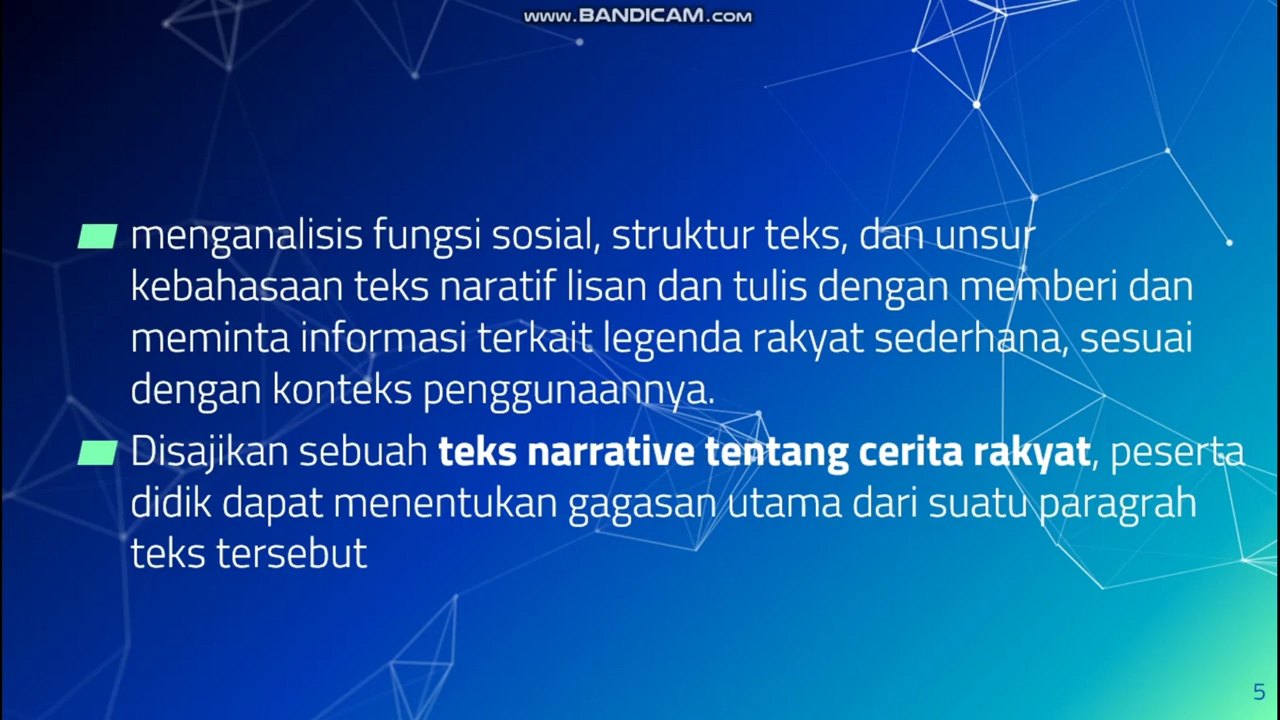 www.BANDICAM.com
menganalisis fungsi sosial, struktur teks, dan unsur
kebahasaan teks naratif lisan dan tulis dengan memberi dan
meminta informasi terkait legenda rakyat sederhana, sesuai
dengan konteks penggunaannya.
Disajikan sebuah teks narrative tentang cerita rakyat, peserta
didik dapat menentukan gagasan utama dari suatu paragrah
teks tersebut
5